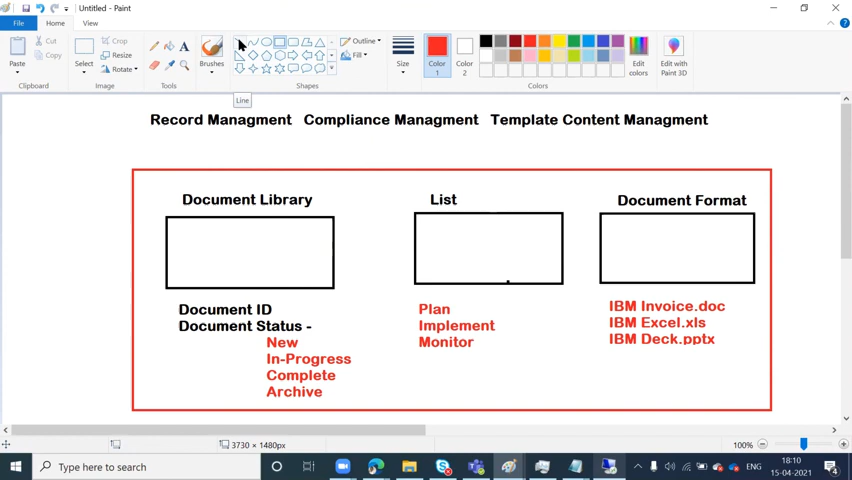 Untitled - Paint
File Home View
Cut
Copy
Paste
Clipboard
Crop
Resize
Rotate
Select
Image
A
Tools
Brushes
Outline
Fill
Shapes
Size
Color 1
Color 2
Edit colors
Edit with Paint 3D
Colors
Line
Record Managment Compliance Managment Template Content Managment
Document Library List Document Format
Document ID
Document Status -
New
In-Progress
Complete
Archive
Plan
Implement
Monitor
IBM Invoice.doc
IBM Excel.xls
IBM Deck.pptx
3730 × 1480px
100%
Type here to search
ENG
18:10
15-04-2021
4